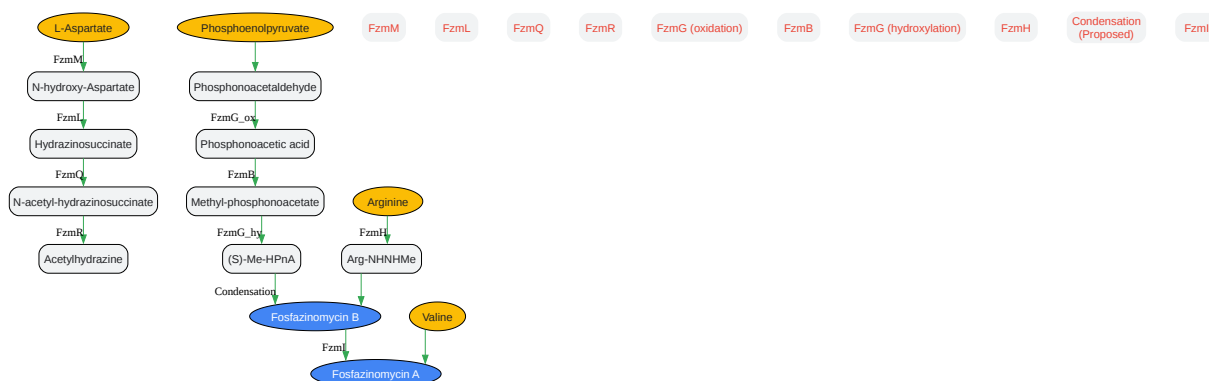 L-Aspartate
Phosphoenolpyruvate
FzmM
FzmL
FzmQ
FzmR
FzmG (oxidation)
FzmB
FzmG (hydroxylation)
FzmH
Condensation
(Proposed)
FzmI
FzmM
N-hydroxy-Aspartate
Phosphonoacetaldehyde
FzmL
FzmG_ox
Hydrazinosuccinate
Phosphonoacetic acid
FzmQ
FzmB
N-acetyl-hydrazinosuccinate
Methyl-phosphonoacetate
Arginine
FzmR
FzmG_hy
FzmH
Acetylhydrazine
(S)-Me-HPnA
Arg-NHNHMe
Condensation
Fosfazinomycin B
Valine
FzmI
Fosfazinomycin A